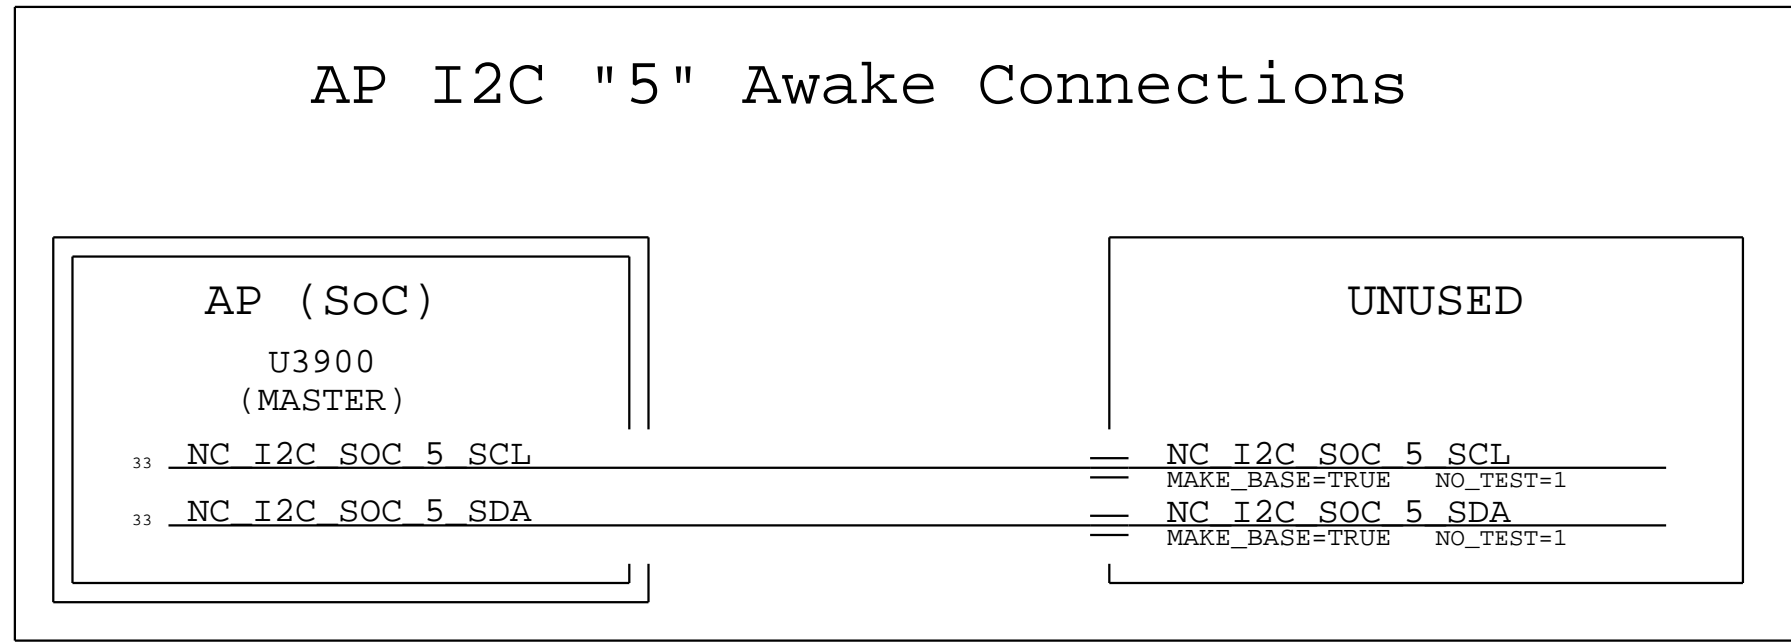 AP I2C "5" Awake Connections
AP (SoC)
U3900
(MASTER)
UNUSED
33 NC_I2C_SOC_5_SCL
NC_I2C_SOC_5_SCL
MAKE_BASE=TRUE NO_TEST=1
33 NC_I2C_SOC_5_SDA
NC_I2C_SOC_5_SDA
MAKE_BASE=TRUE NO_TEST=1